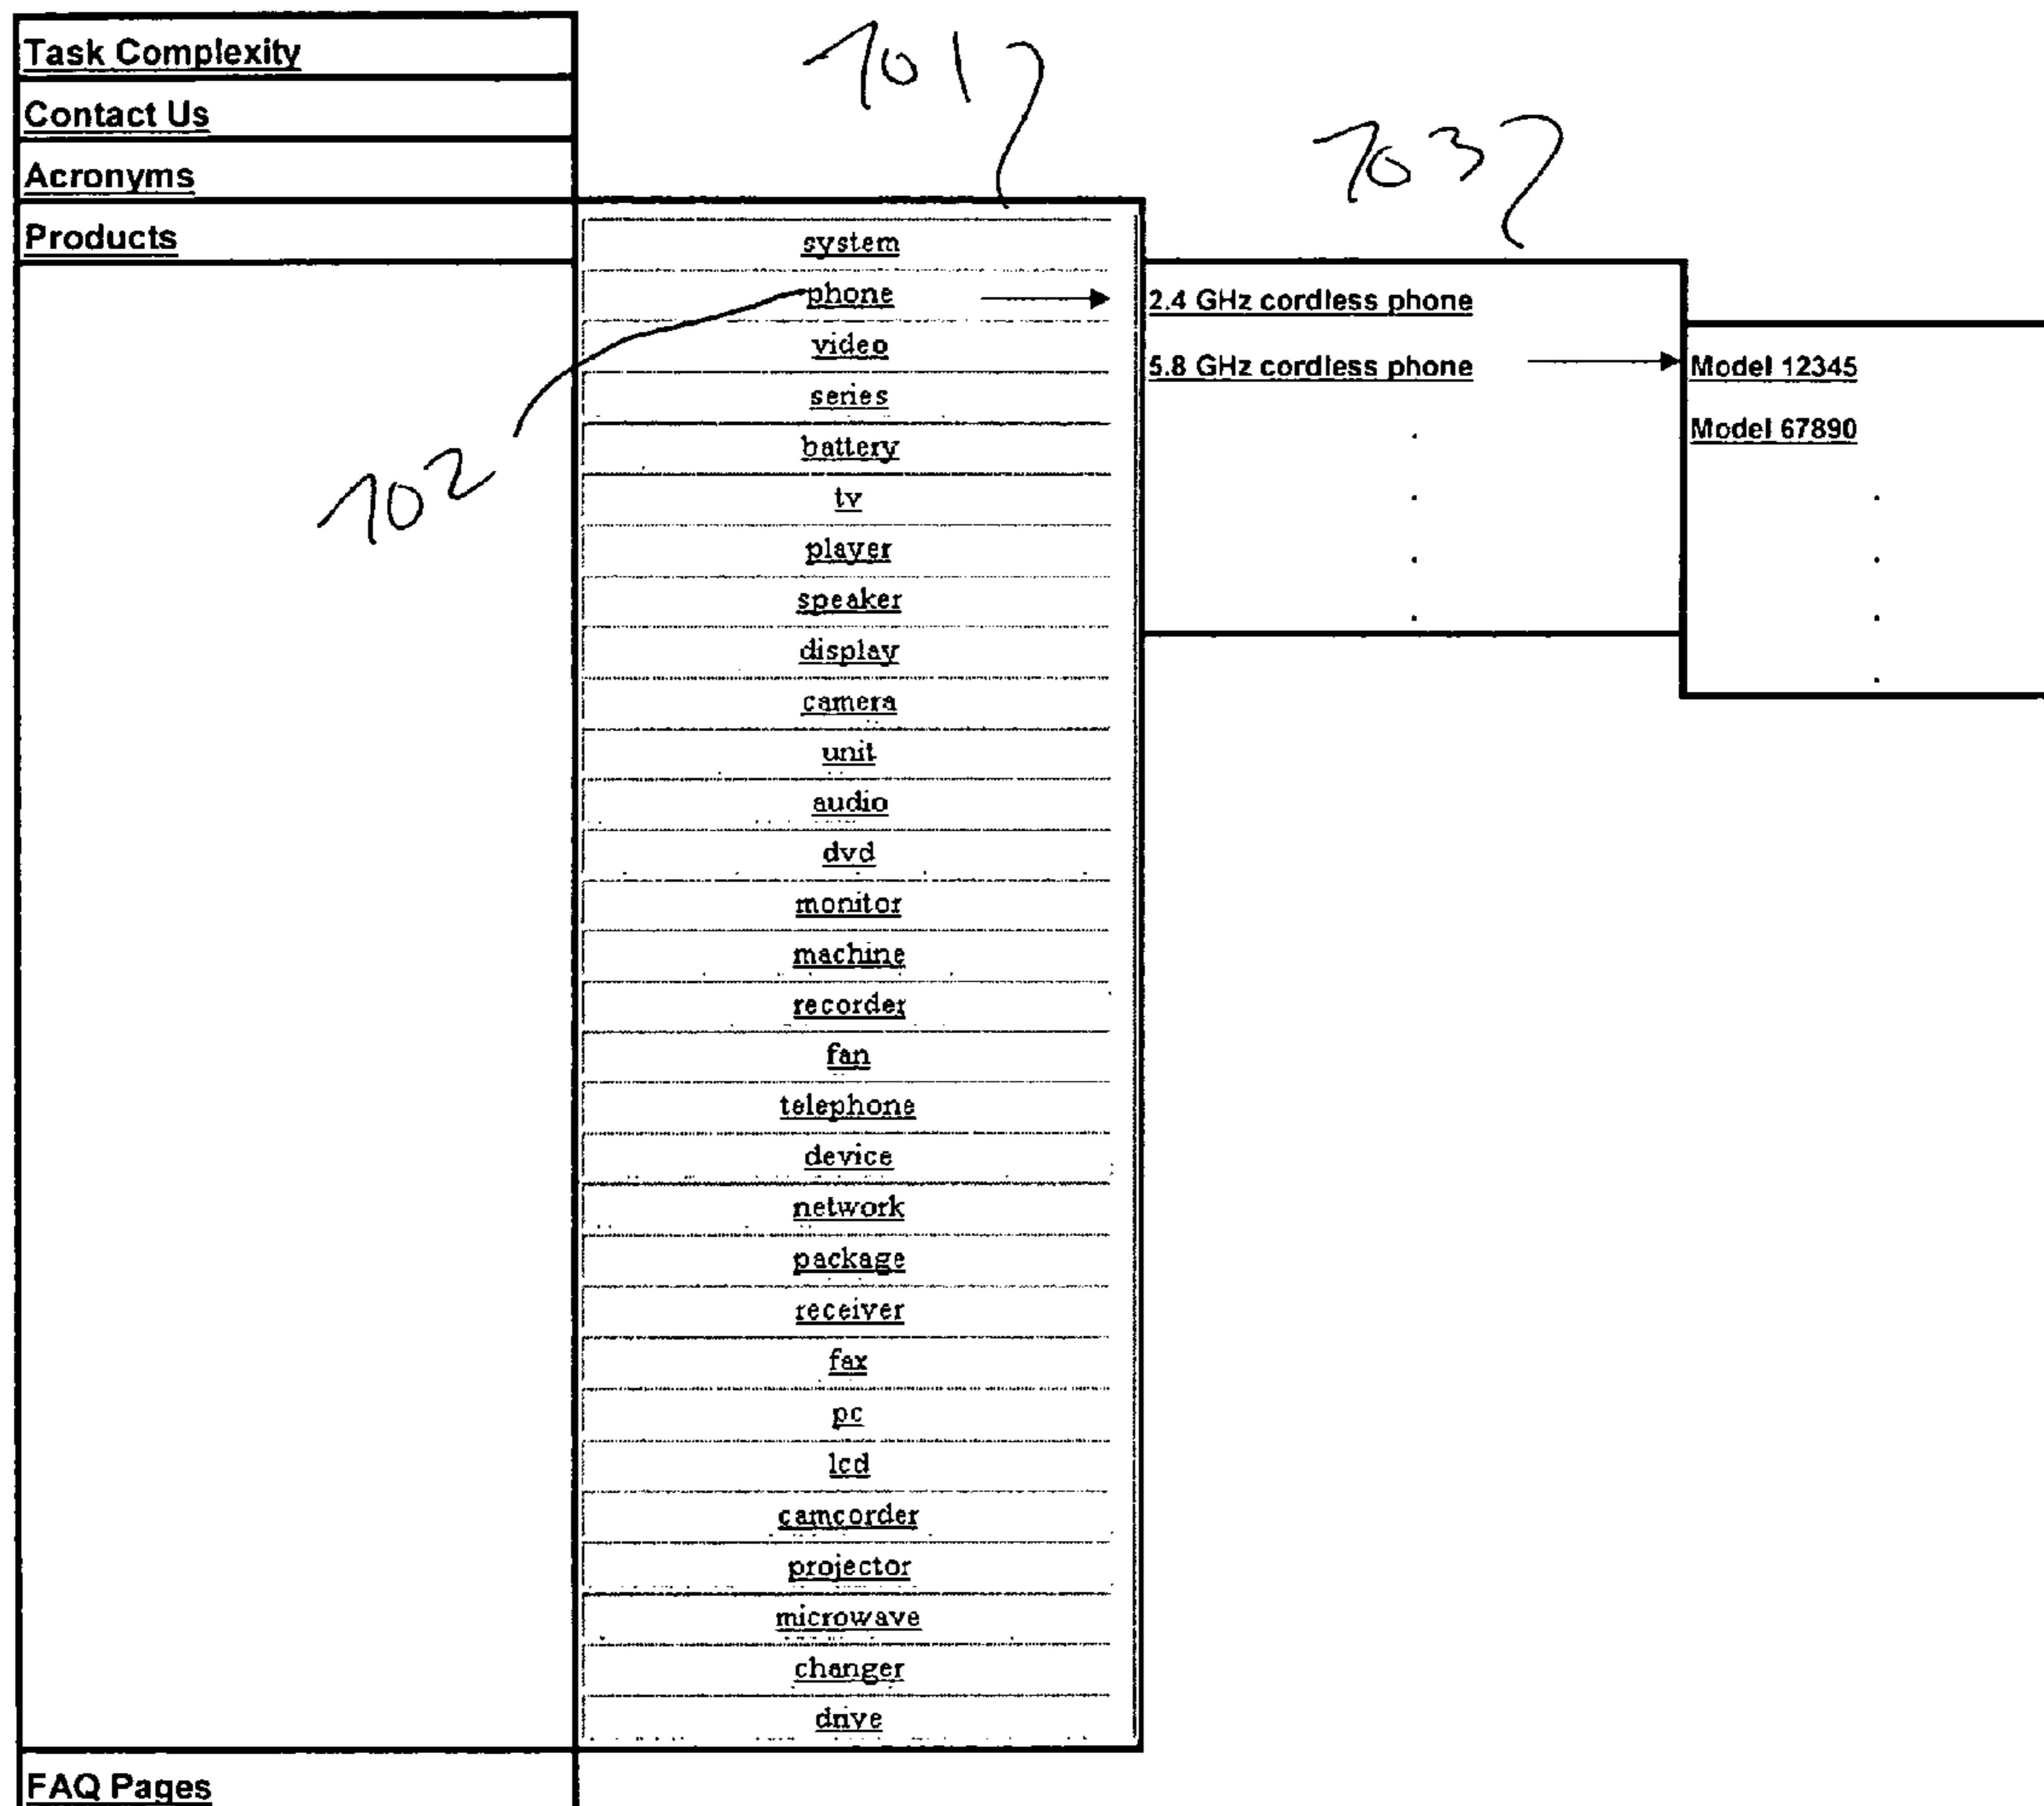 Task Complexity
Contact Us
Acronyms
Products
FAQ Pages
701
702
703
system
phone
video
series
battery
tv
player
speaker
display
camera
unit
audio
dvd
monitor
machine
recorder
fan
telephone
device
network
package
receiver
fax
pc
lcd
camcorder
projector
microwave
changer
drive
2.4 GHz cordless phone
5.8 GHz cordless phone
.
.
.
.
Model 12345
Model 67890
.
.
.
.